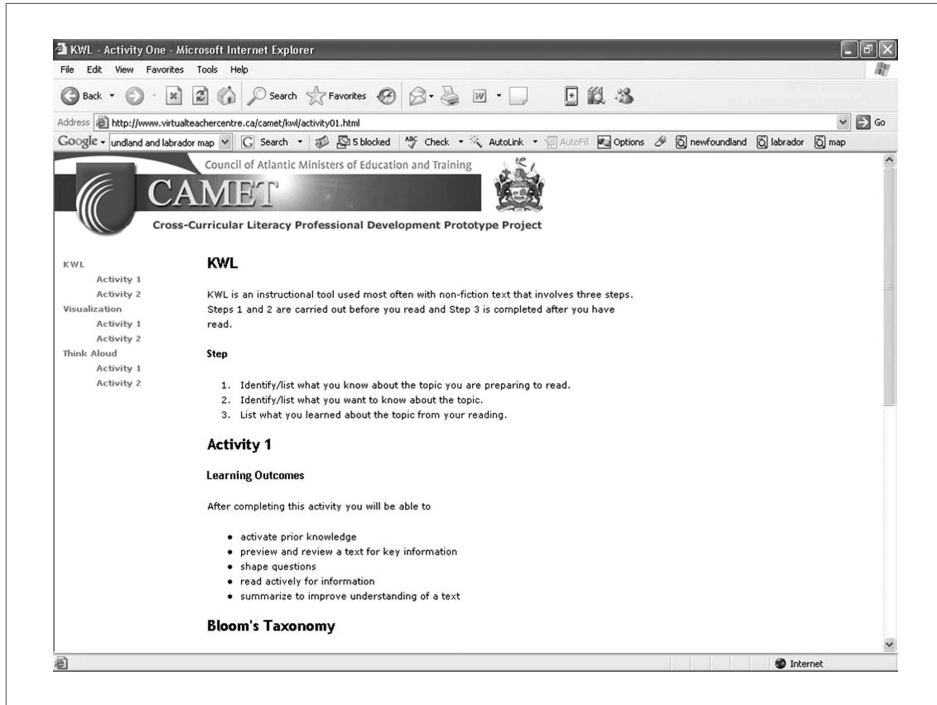 KWL - Activity One - Microsoft Internet Explorer
File Edit View Favorites Tools Help
Back Search Favorites
Address http://www.virtualteachercentre.ca/camet/kwl/activity01.html Go
Google undland and labrador map Search 5 blocked Check AutoLink AutoFill Options newfoundland labrador map
Council of Atlantic Ministers of Education and Training
CAMET
Cross-Curricular Literacy Professional Development Prototype Project
KWL
Activity 1
Activity 2
Visualization
Activity 1
Activity 2
Think Aloud
Activity 1
Activity 2
KWL
KWL is an instructional tool used most often with non-fiction text that involves three steps.
Steps 1 and 2 are carried out before you read and Step 3 is completed after you have
read.
Step
1. Identify/list what you know about the topic you are preparing to read.
2. Identify/list what you want to know about the topic.
3. List what you learned about the topic from your reading.
Activity 1
Learning Outcomes
After completing this activity you will be able to
• activate prior knowledge
• preview and review a text for key information
• shape questions
• read actively for information
• summarize to improve understanding of a text
Bloom's Taxonomy
Internet